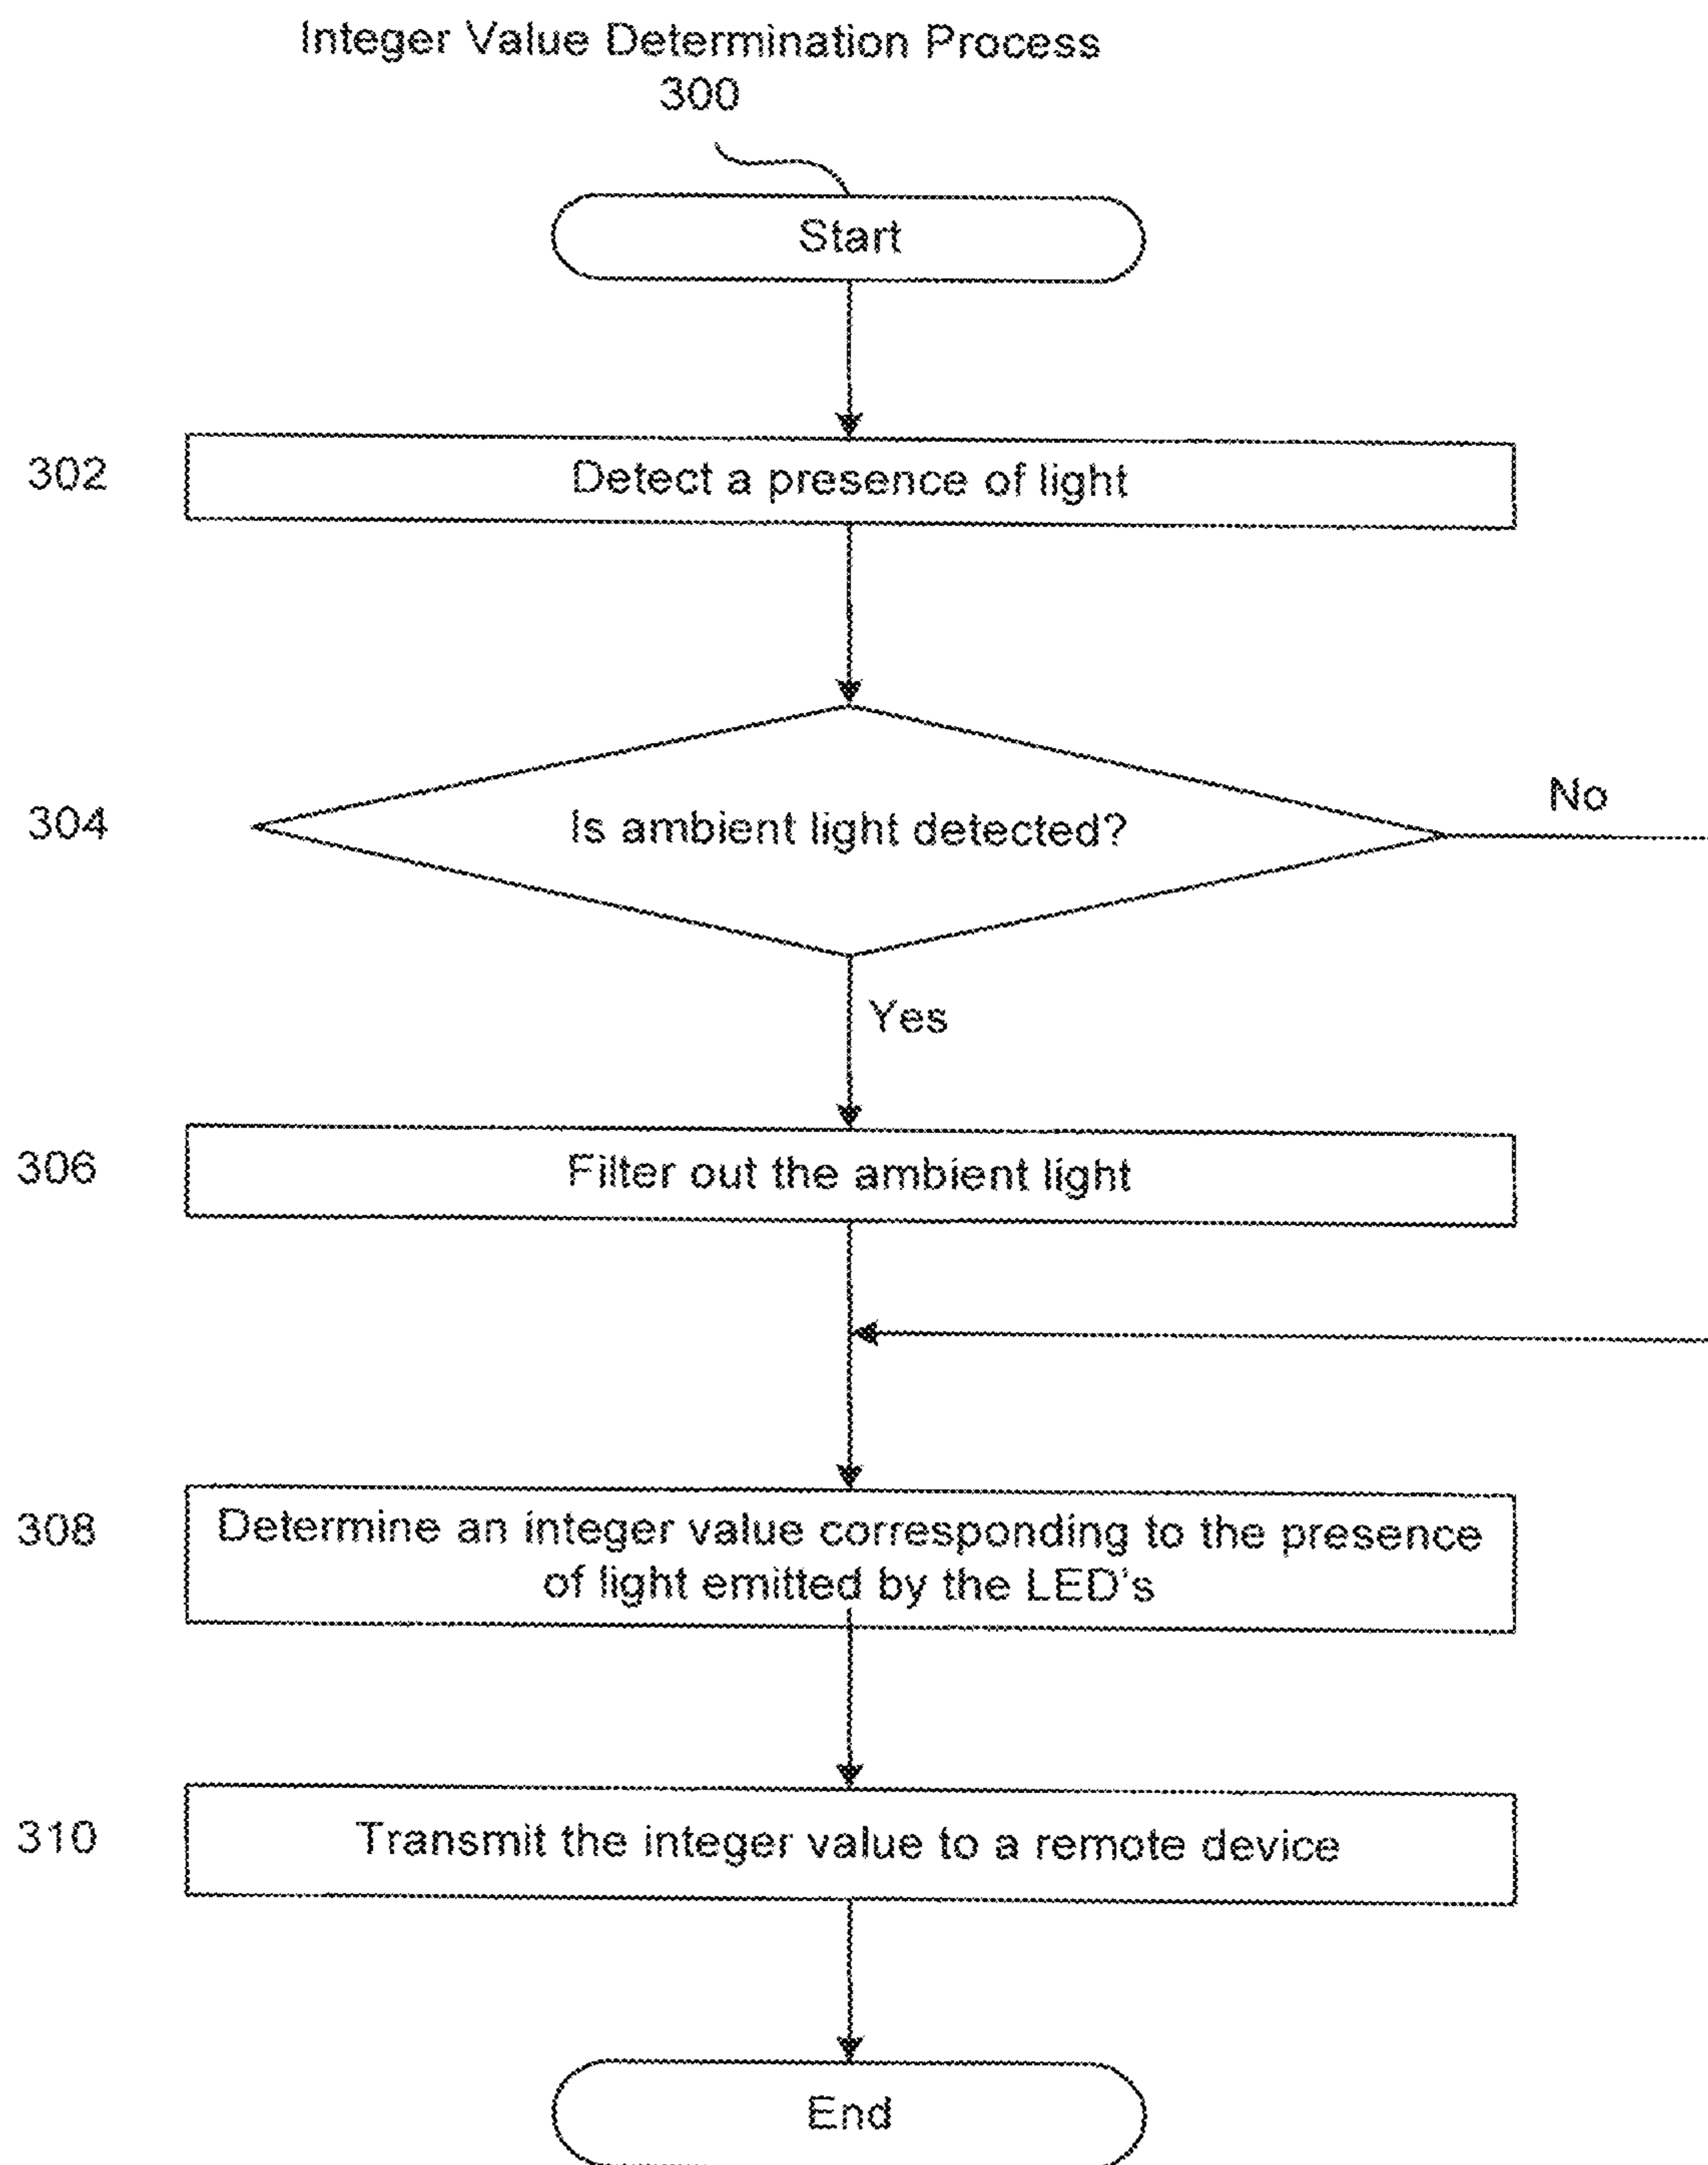 Integer Value Determination Process
300
Start
302
Detect a presence of light
304
Is ambient light detected?
No
Yes
306
Filter out the ambient light
308
Determine an integer value corresponding to the presence
of light emitted by the LED's
310
Transmit the integer value to a remote device
End